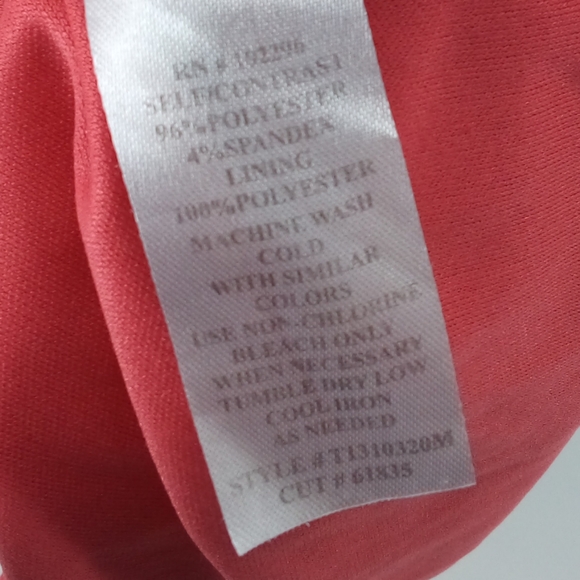 RN # 102296
SELF/CONTRAST
96%POLYESTER
4%SPANDEX
LINING
100%POLYESTER
MACHINE WASH
COLD
WITH SIMILAR
COLORS
USE NON-CHLORINE
BLEACH ONLY
WHEN NECESSARY
TUMBLE DRY LOW
COOL IRON
AS NEEDED
STYLE # T1310320M
CUT # 61835